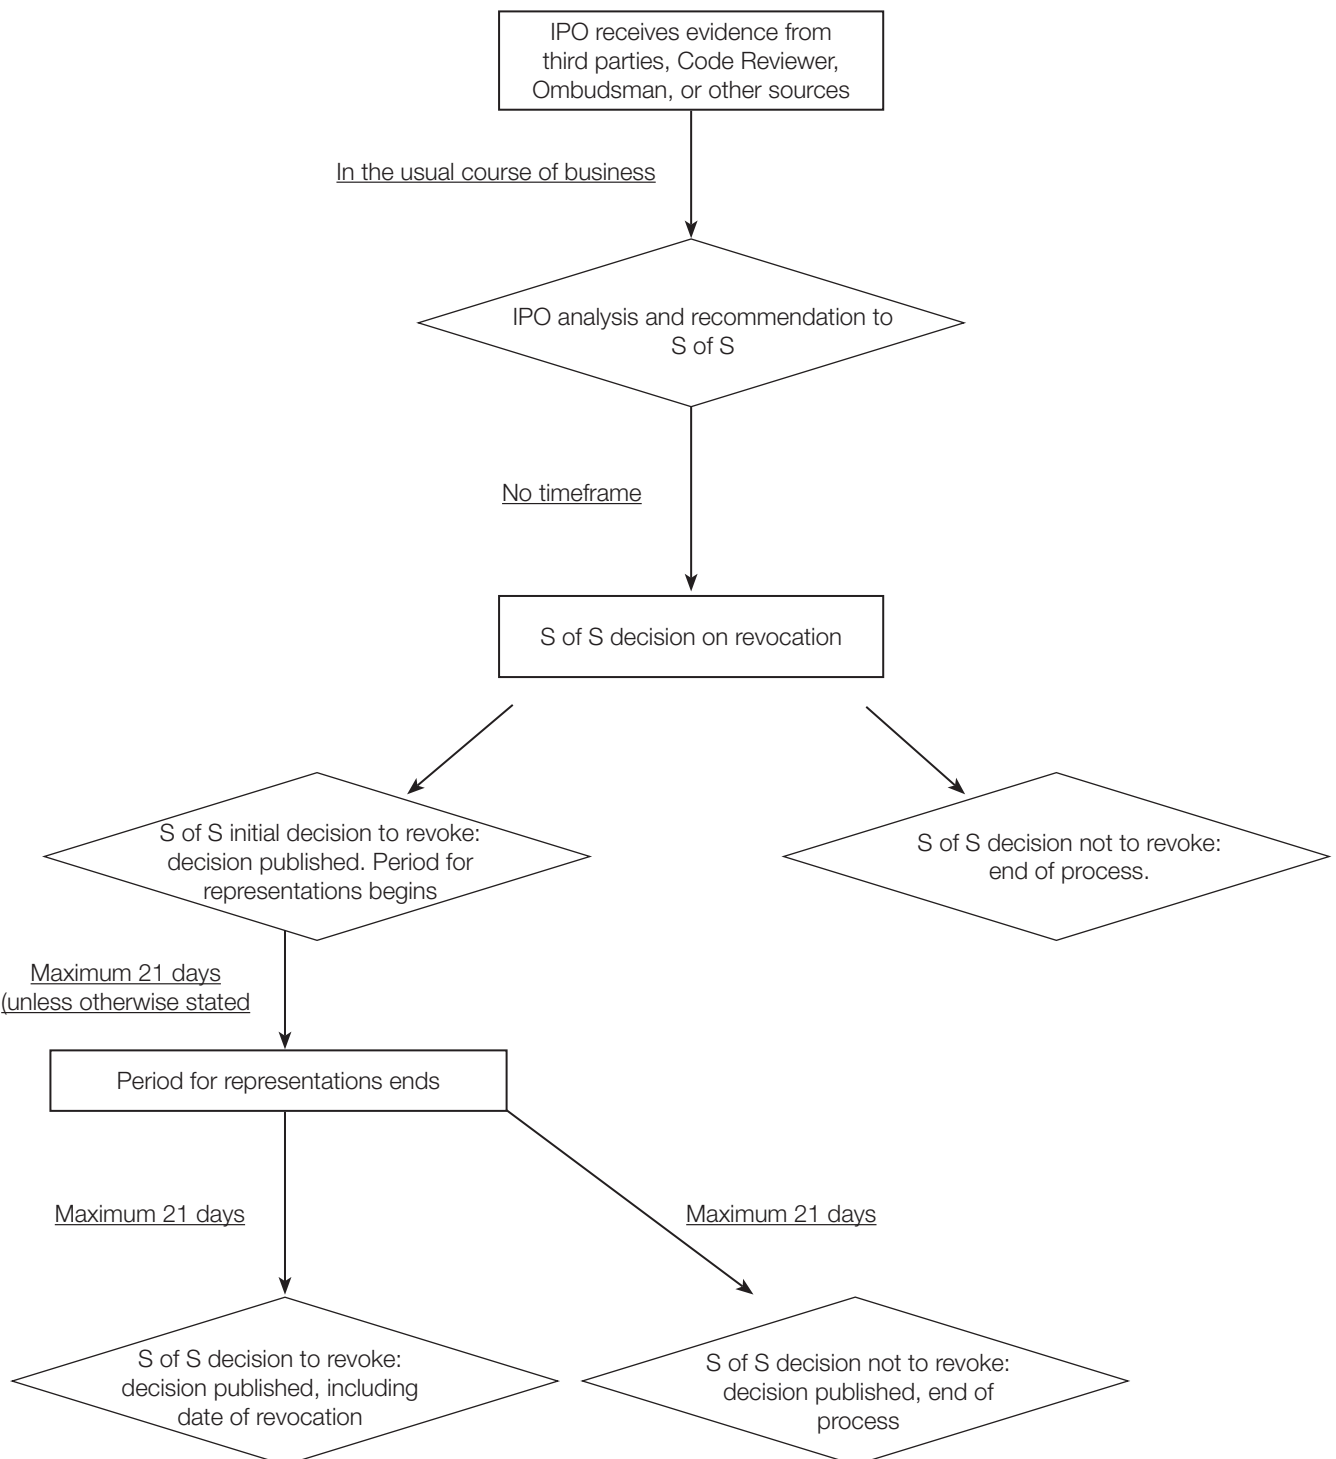 IPO receives evidence from
third parties, Code Reviewer,
Ombudsman, or other sources
In the usual course of business
IPO analysis and recommendation to
S of S
No timeframe
S of S decision on revocation
S of S initial decision to revoke:
decision published. Period for
representations begins
S of S decision not to revoke:
end of process.
Maximum 21 days
(unless otherwise stated
Period for representations ends
Maximum 21 days
Maximum 21 days
S of S decision to revoke:
decision published, including
date of revocation
S of S decision not to revoke:
decision published, end of
process